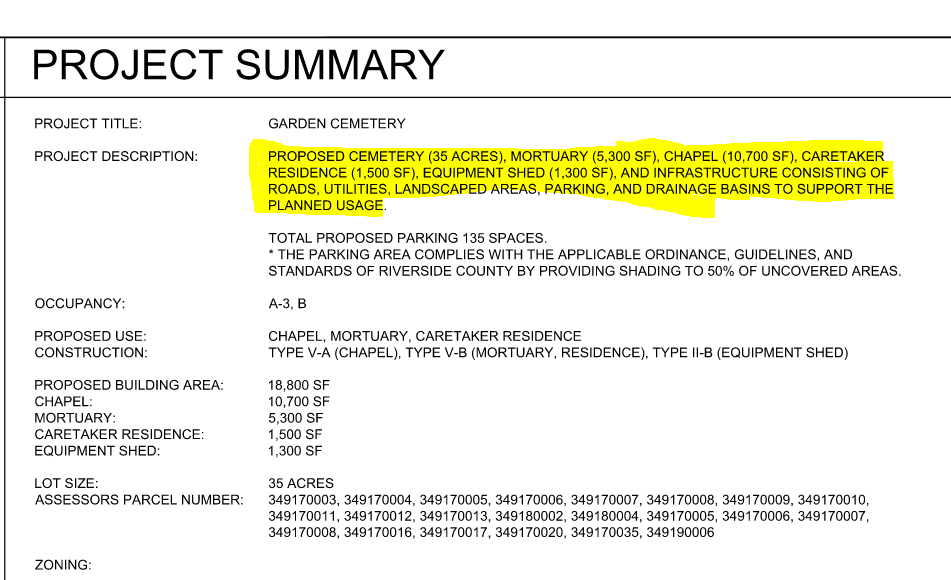 PROJECT SUMMARY
PROJECT TITLE: GARDEN CEMETERY
PROJECT DESCRIPTION: PROPOSED CEMETERY (35 ACRES), MORTUARY (5,300 SF), CHAPEL (10,700 SF), CARETAKER
RESIDENCE (1,500 SF), EQUIPMENT SHED (1,300 SF), AND INFRASTRUCTURE CONSISTING OF
ROADS, UTILITIES, LANDSCAPED AREAS, PARKING, AND DRAINAGE BASINS TO SUPPORT THE
PLANNED USAGE.
TOTAL PROPOSED PARKING 135 SPACES.
* THE PARKING AREA COMPLIES WITH THE APPLICABLE ORDINANCE, GUIDELINES, AND
STANDARDS OF RIVERSIDE COUNTY BY PROVIDING SHADING TO 50% OF UNCOVERED AREAS.
OCCUPANCY: A-3, B
PROPOSED USE: CHAPEL, MORTUARY, CARETAKER RESIDENCE
CONSTRUCTION: TYPE V-A (CHAPEL), TYPE V-B (MORTUARY, RESIDENCE), TYPE II-B (EQUIPMENT SHED)
PROPOSED BUILDING AREA: 18,800 SF
CHAPEL: 10,700 SF
MORTUARY: 5,300 SF
CARETAKER RESIDENCE: 1,500 SF
EQUIPMENT SHED: 1,300 SF
LOT SIZE: 35 ACRES
ASSESSORS PARCEL NUMBER: 349170003, 349170004, 349170005, 349170006, 349170007, 349170008, 349170009, 349170010,
349170011, 349170012, 349170013, 349180002, 349180004, 349170005, 349170006, 349170007,
349170008, 349170016, 349170017, 349170020, 349170035, 349190006
ZONING: